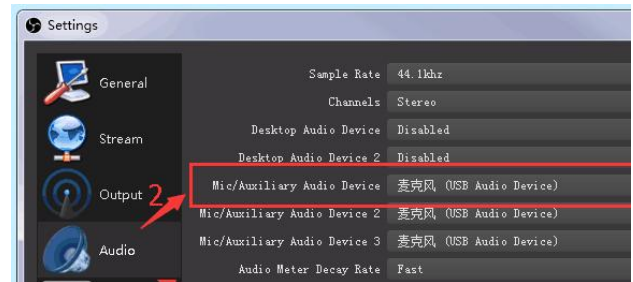 Settings
General
Stream
Output
2
Audio
Sample Rate 44.1khz
Channels Stereo
Desktop Audio Device Disabled
Desktop Audio Device 2 Disabled
Mic/Auxiliary Audio Device 麦克风 (USB Audio Device)
Mic/Auxiliary Audio Device 2 麦克风 (USB Audio Device)
Mic/Auxiliary Audio Device 3 麦克风 (USB Audio Device)
Audio Meter Decay Rate Fast